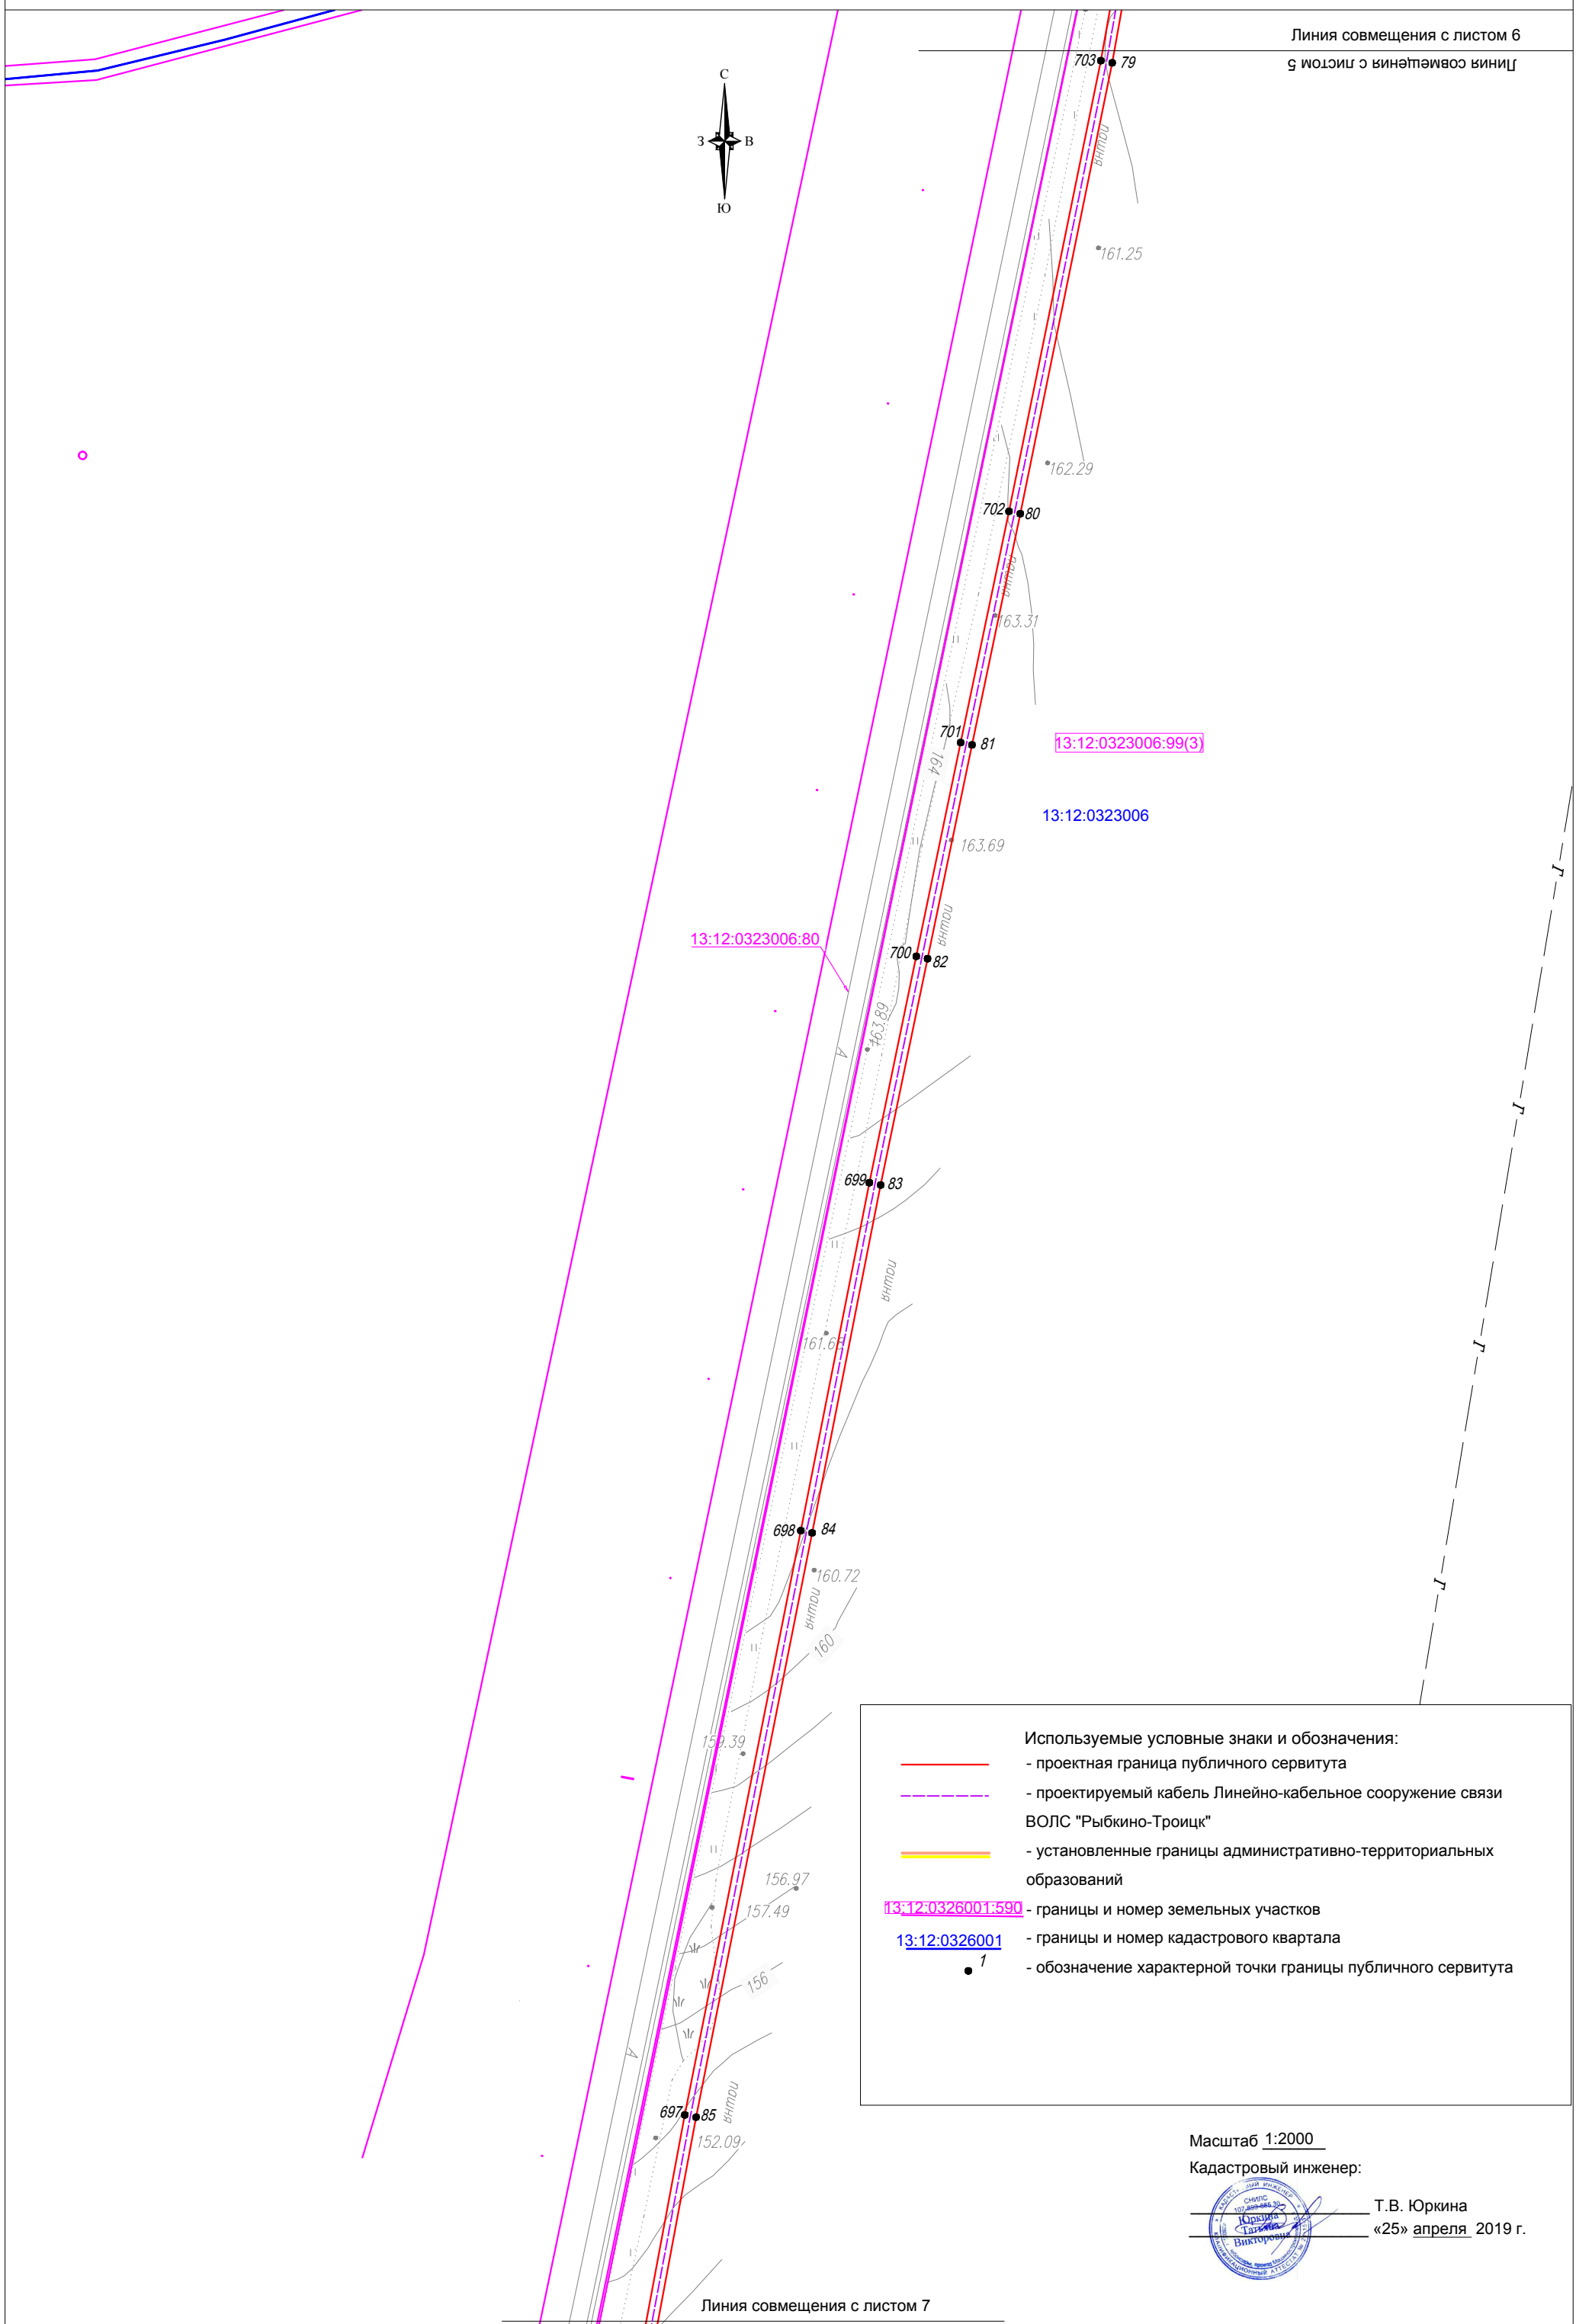 Линия совмещения с листом 6
Линия совмещения с листом 5
703
79
С
З
В
Ю
пашня
161.25
162.29
702
80
пашня
163.31
701
81
13:12:0323006:99(3)
164
13:12:0323006
163.69
пашня
13:12:0323006:80
700
82
163.89
А
Г
Г
699
83
пашня
161.65
Г
698
84
160.72
пашня
Г
160
159.39
Используемые условные знаки и обозначения:
- проектная граница публичного сервитута
- проектируемый кабель Линейно-кабельное сооружение связи
ВОЛС "Рыбкино-Троицк"
- установленные границы административно-территориальных
образований
13:12:0326001:590 - границы и номер земельных участков
13:12:0326001 - границы и номер кадастрового квартала
1 - обозначение характерной точки границы публичного сервитута
156.97
157.49
156
А
697
85
пашня
152.09
Масштаб 1:2000
Кадастровый инженер:
СНИЛС
Юркина
Татьяна
Викторовна
Т.В. Юркина
«25» апреля 2019 г.
Линия совмещения с листом 7